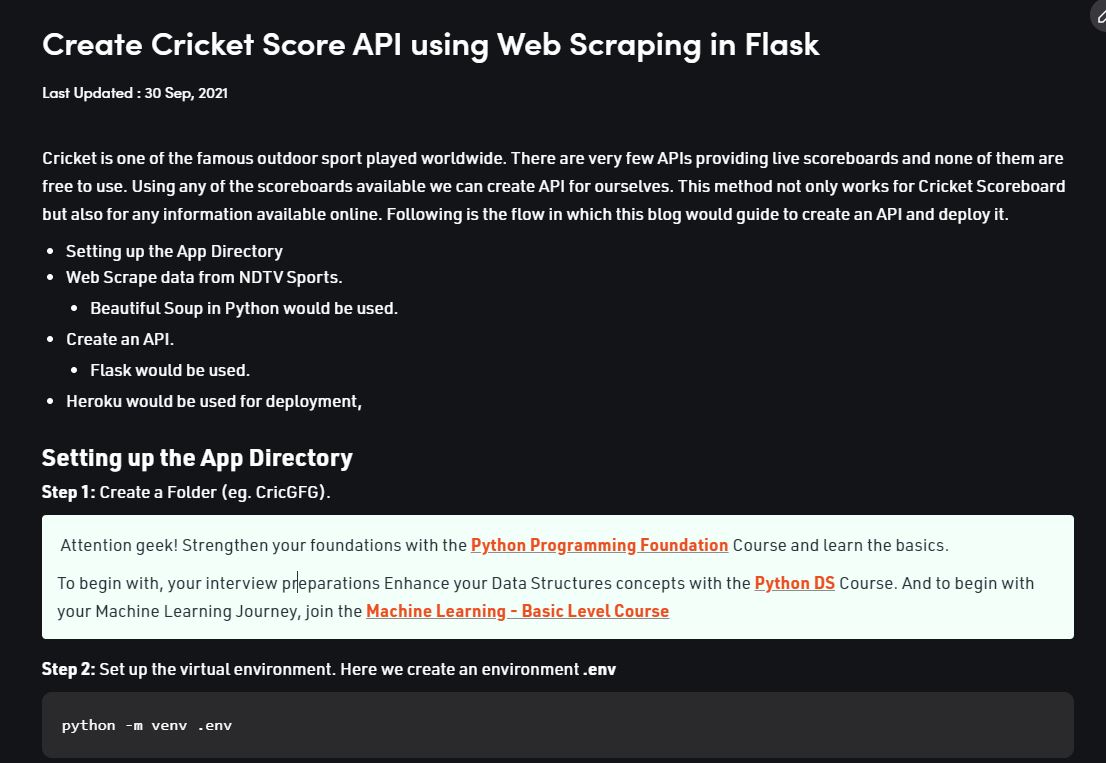 Create Cricket Score API using Web Scraping in Flask
Last Updated : 30 Sep, 2021
Cricket is one of the famous outdoor sport played worldwide. There are very few APIs providing live scoreboards and none of them are
free to use. Using any of the scoreboards available we can create API for ourselves. This method not only works for Cricket Scoreboard
but also for any information available online. Following is the flow in which this blog would guide to create an API and deploy it.
• Setting up the App Directory
• Web Scrape data from NDTV Sports.
• Beautiful Soup in Python would be used.
• Create an API.
• Flask would be used.
• Heroku would be used for deployment,
Setting up the App Directory
Step 1: Create a Folder (eg. CricGFG).
Attention geek! Strengthen your foundations with the Python Programming Foundation Course and learn the basics.
To begin with, your interview preparations Enhance your Data Structures concepts with the Python DS Course. And to begin with
your Machine Learning Journey, join the Machine Learning - Basic Level Course
Step 2: Set up the virtual environment. Here we create an environment .env
python -m venv .env